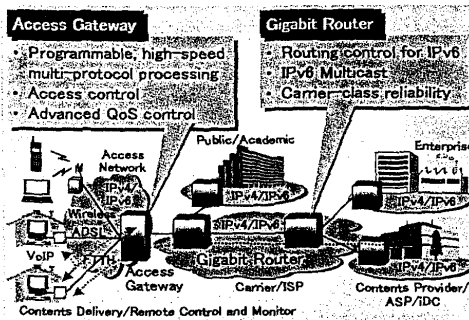 Access Gateway
• Programmable, high-speed
multi-protocol processing
• Access control
• Advanced QoS control
Gigabit Router
• Routing control for IPv6
• IPv6 Multicast
• Carrier-class reliability
Public/Academic
Enterprise
Access
Network
IPv4/
IPv6
IPv4/IPv6
IPv4/IPv6
Wireless
ADSL
IPv4/IPv6
VoIP
FTTH
Gigabit Router
IPv4/IPv6
Access
Gateway
Carrier/ISP
Contents Provider/
ASP/iDC
Contents Delivery/Remote Control and Monitor